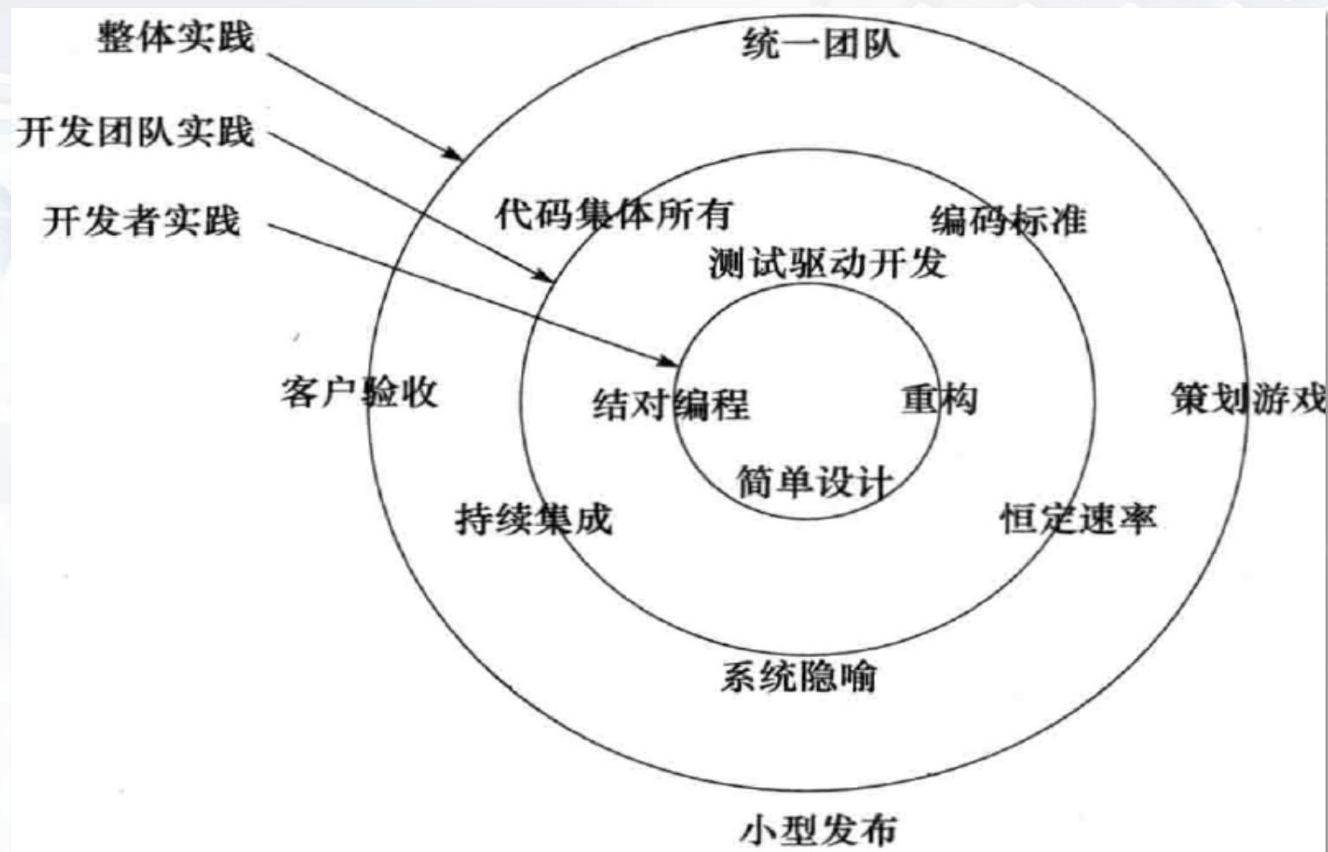 整体实践
统一团队
开发团队实践
开发者实践
代码集体所有
编码标准
测试驱动开发
客户验收
结对编程
重构
策划游戏
简单设计
持续集成
恒定速率
系统隐喻
小型发布